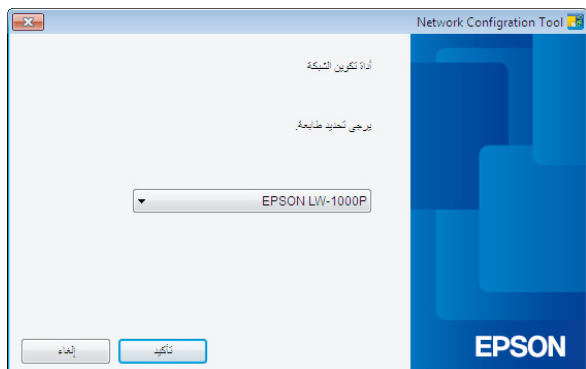 Network Configration Tool
أداة تكوين الشبكة
يرجى تحديد طابعة.
EPSON LW-1000P
تأكيد
إلغاء
EPSON